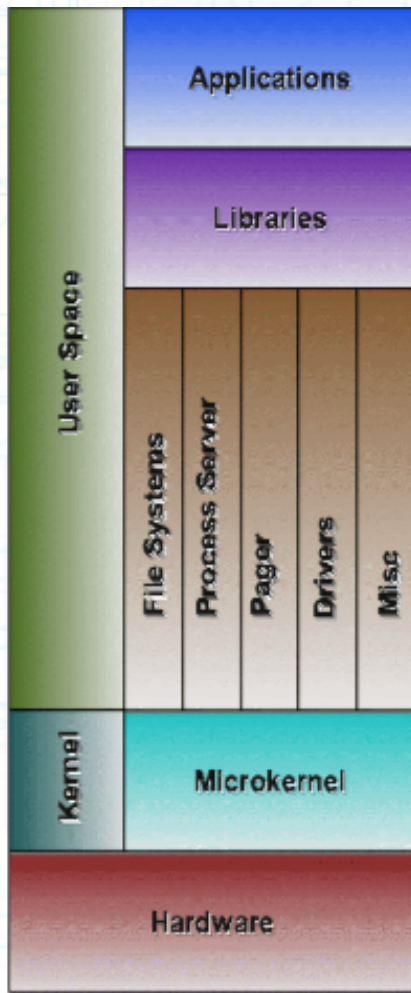 Applications
Libraries
User Space
File Systems
Process Server
Pager
Drivers
Misc
Kernel
Microkernel
Hardware